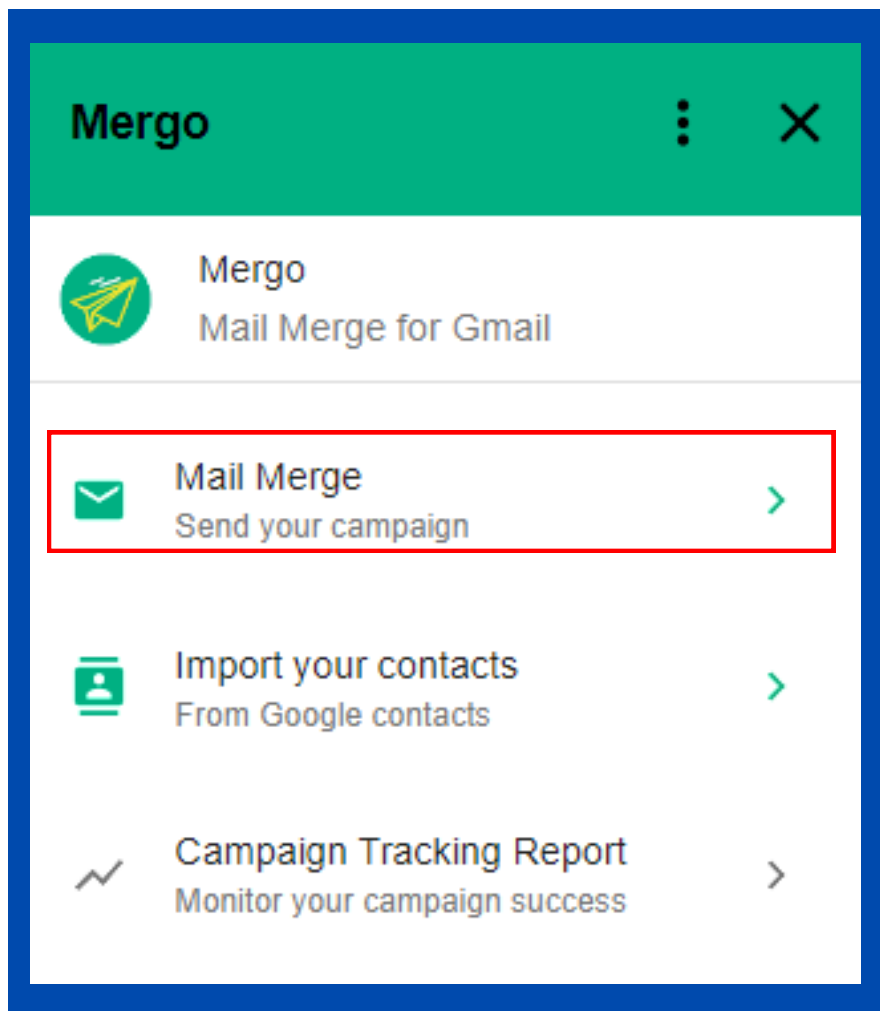 Mergo
Mergo
Mail Merge for Gmail
Mail Merge
Send your campaign
Import your contacts
From Google contacts
Campaign Tracking Report
Monitor your campaign success